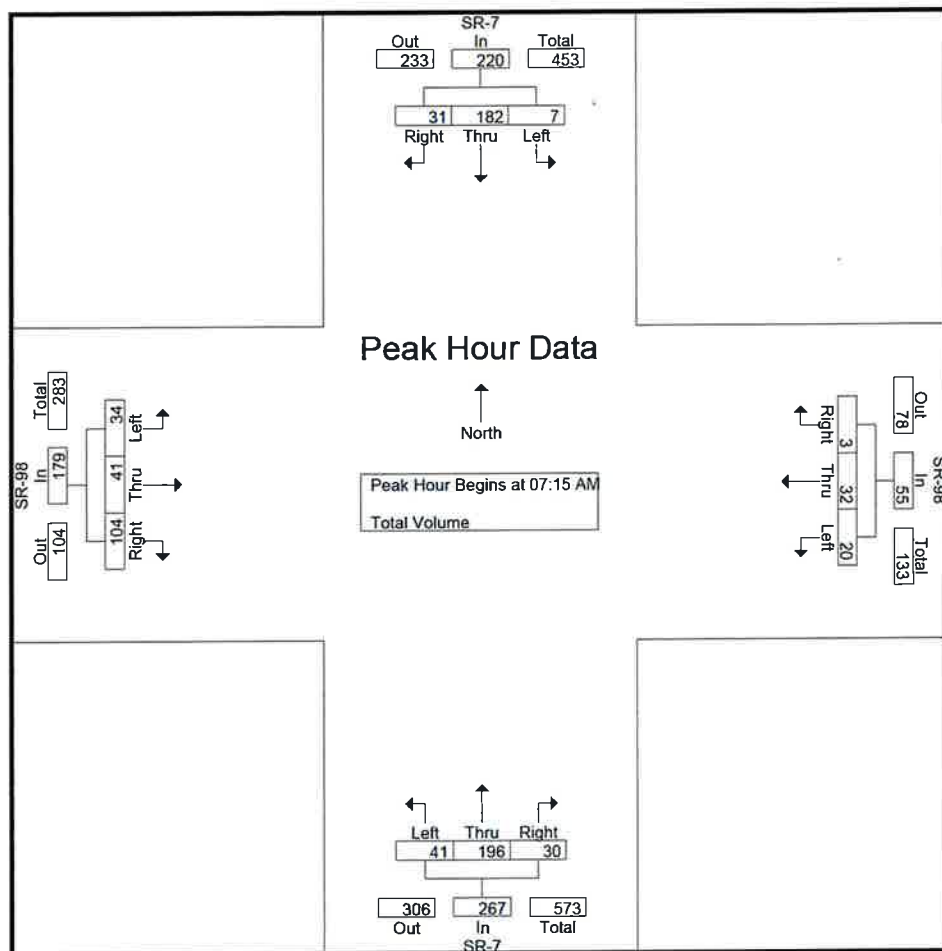 SR-7
Out In Total
233 220 453
31 182 7
Right Thru Left
Peak Hour Data
North
Peak Hour Begins at 07:15 AM
Total Volume
SR-98
Out In Total
104 179 283
34 41 104
Left Thru Right
SR-98
Out In Total
78 55 133
3 32 20
Right Thru Left
Left Thru Right
41 196 30
306 267 573
Out In Total
SR-7